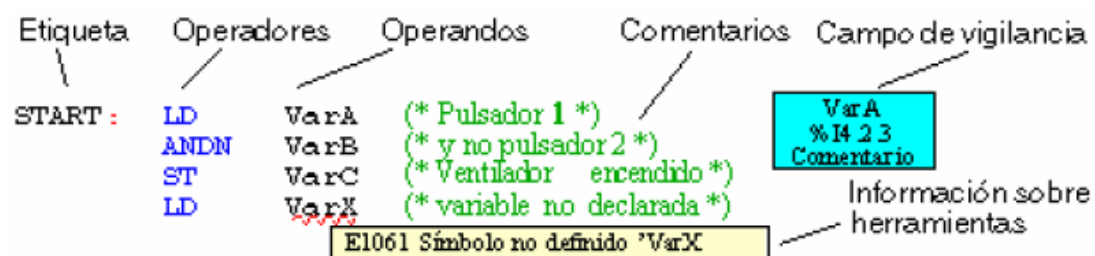 Etiqueta Operadores Operandos Comentarios Campo de vigilancia
START: LD VarA (* Pulsador 1 *)
ANDN VarB (* y no pulsador 2 *)
ST VarC (* Ventilador encendido *)
LD VarX (* variable no declarada *)
VarA
%I4.2.3
Comentario
Información sobre
herramientas
E1061 Símbolo no definido 'VarX